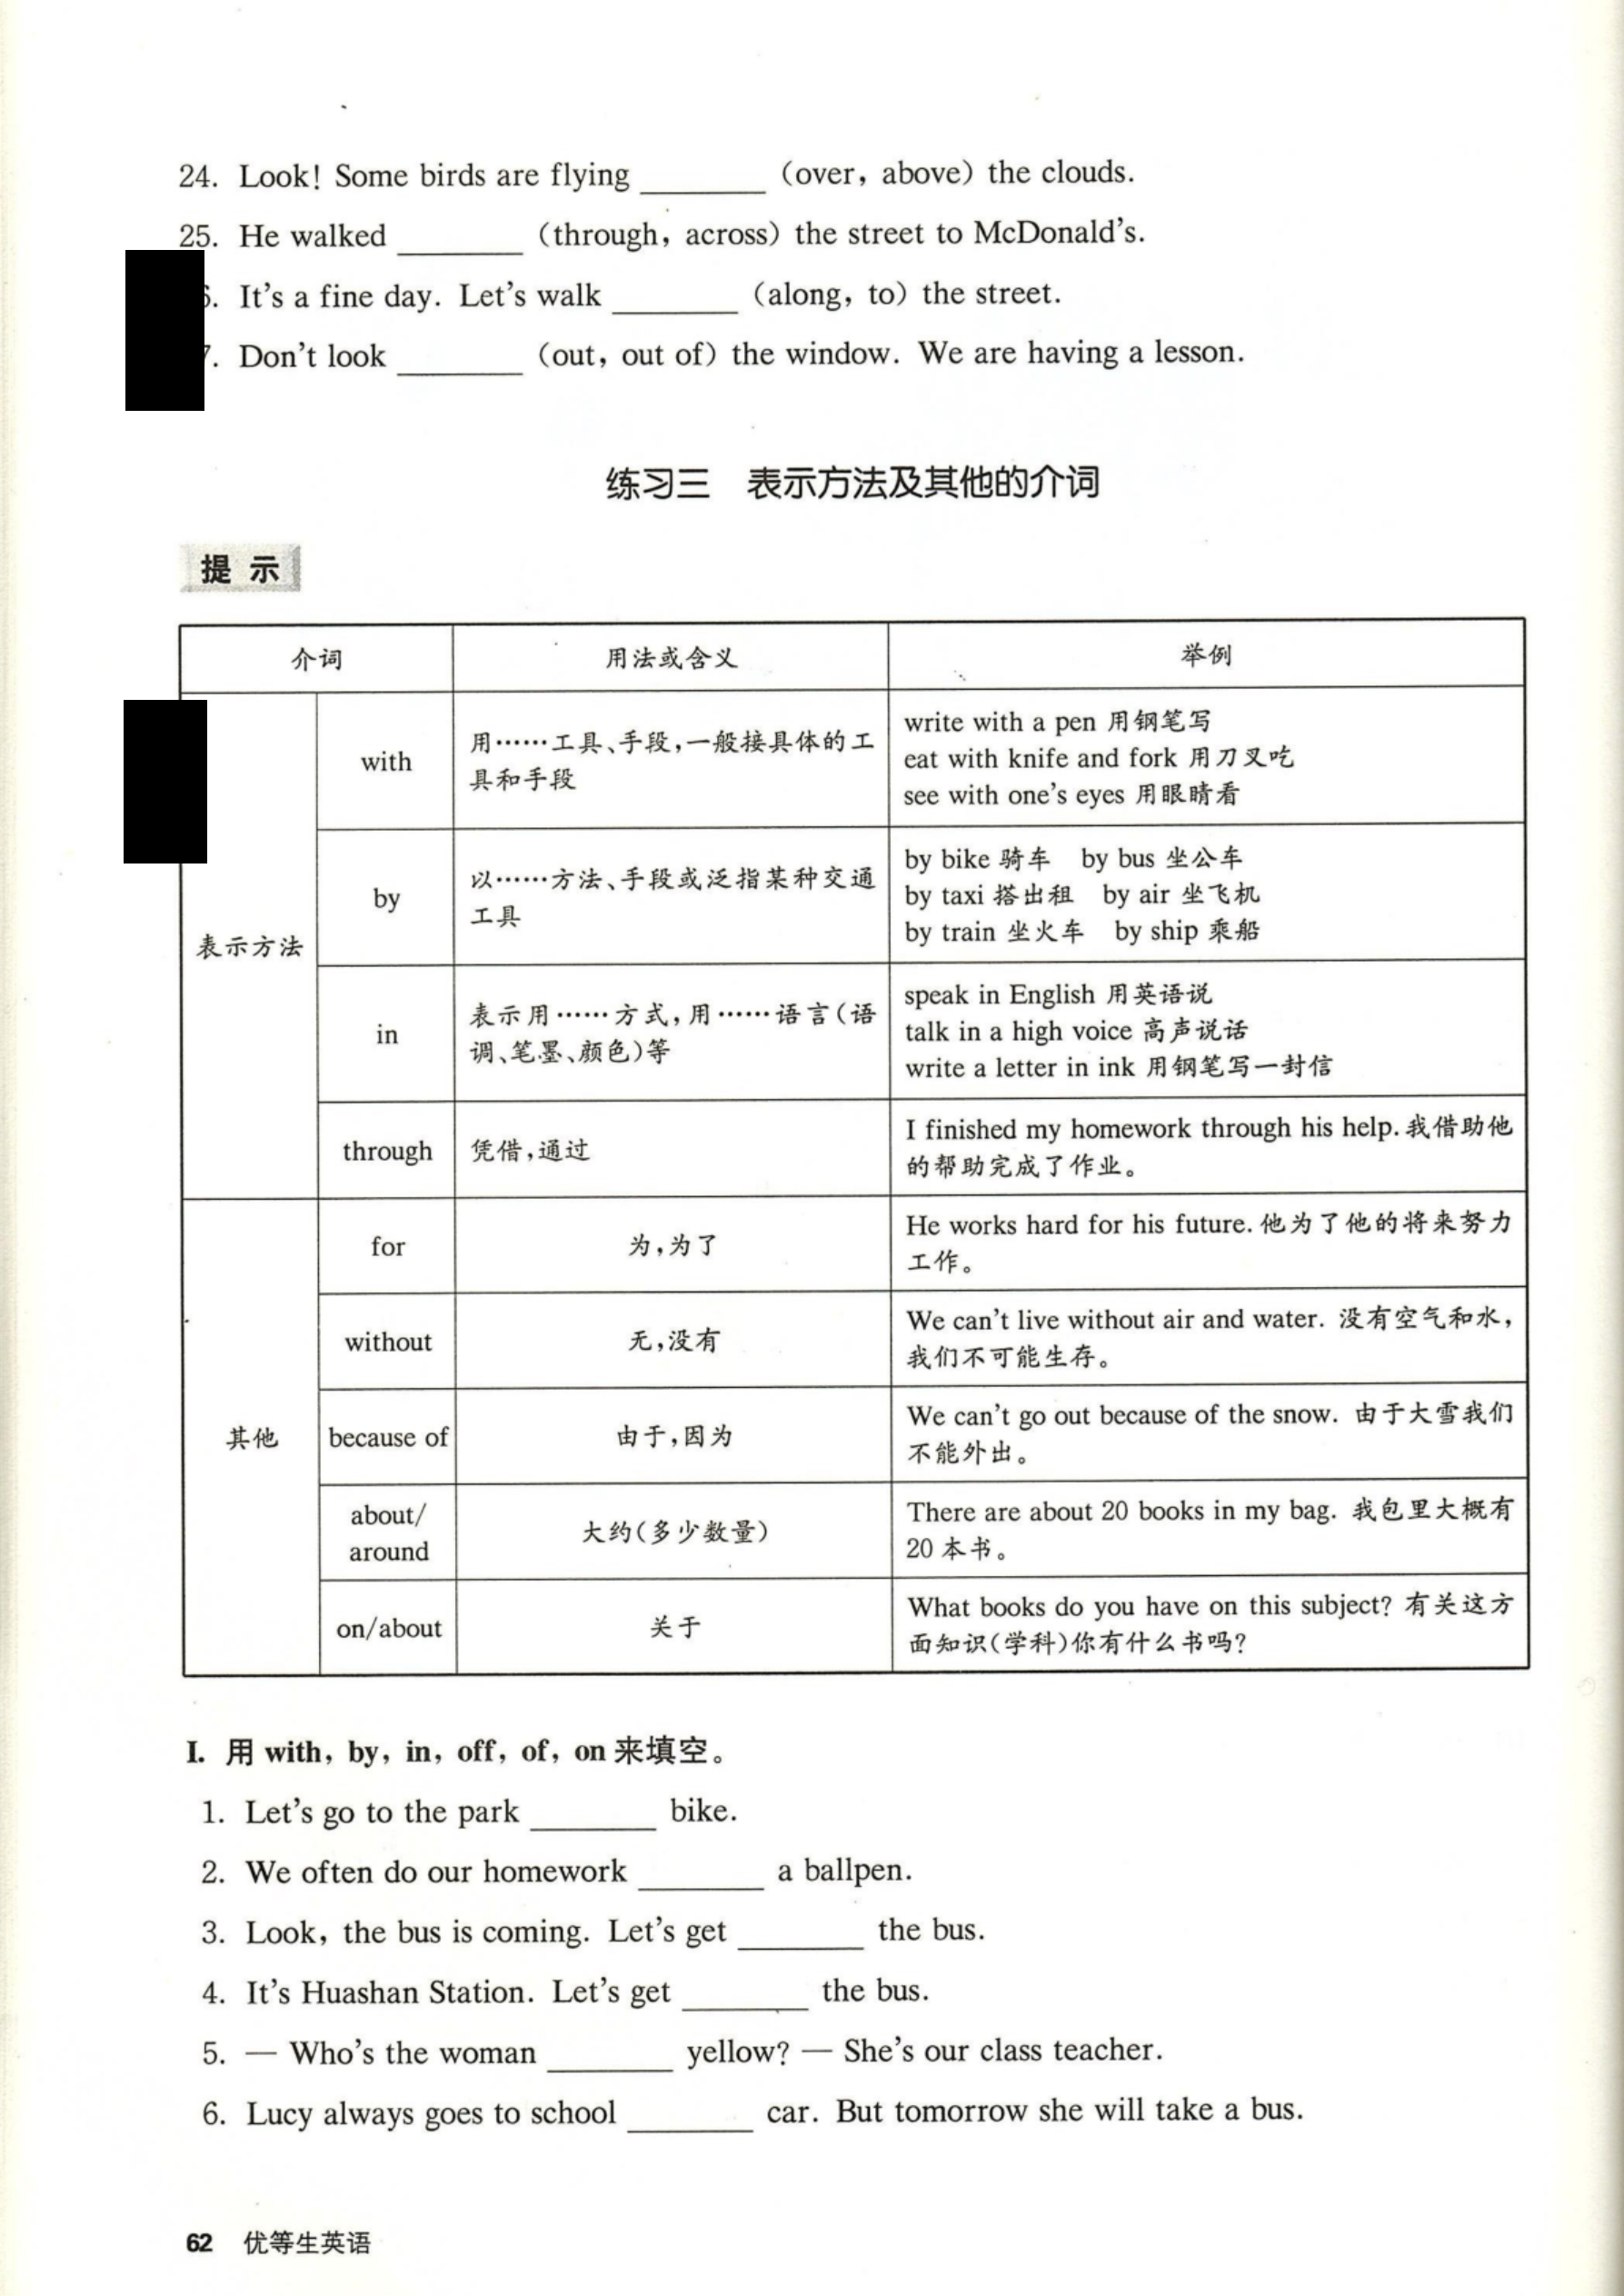 24. Look! Some birds are flying ________ (over, above) the clouds.
25. He walked ________ (through, across) the street to McDonald's.
6. It's a fine day. Let's walk ________ (along, to) the street.
7. Don't look ________ (out, out of) the window. We are having a lesson.
练习三 表示方法及其他的介词
提 示
介词 用法或含义 举例
表示方法
with
用……工具、手段,一般接具体的工
具和手段
write with a pen 用钢笔写
eat with knife and fork 用刀叉吃
see with one's eyes 用眼睛看
by
以……方法、手段或泛指某种交通
工具
by bike 骑车 by bus 坐公车
by taxi 搭出租 by air 坐飞机
by train 坐火车 by ship 乘船
in
表示用……方式,用……语言(语
调、笔墨、颜色)等
speak in English 用英语说
talk in a high voice 高声说话
write a letter in ink 用钢笔写一封信
through
凭借,通过
I finished my homework through his help. 我借助他
的帮助完成了作业。
其他
for
为,为了
He works hard for his future. 他为了他的将来努力
工作。
without
无,没有
We can't live without air and water. 没有空气和水,
我们不可能生存。
because of
由于,因为
We can't go out because of the snow. 由于大雪我们
不能外出。
about/
around
大约(多少数量)
There are about 20 books in my bag. 我包里大概有
20 本书。
on/about
关于
What books do you have on this subject? 有关这方
面知识(学科)你有什么书吗?
I. 用 with, by, in, off, of, on 来填空。
1. Let's go to the park ________ bike.
2. We often do our homework ________ a ballpen.
3. Look, the bus is coming. Let's get ________ the bus.
4. It's Huashan Station. Let's get ________ the bus.
5. — Who's the woman ________ yellow? — She's our class teacher.
6. Lucy always goes to school ________ car. But tomorrow she will take a bus.
62 优等生英语